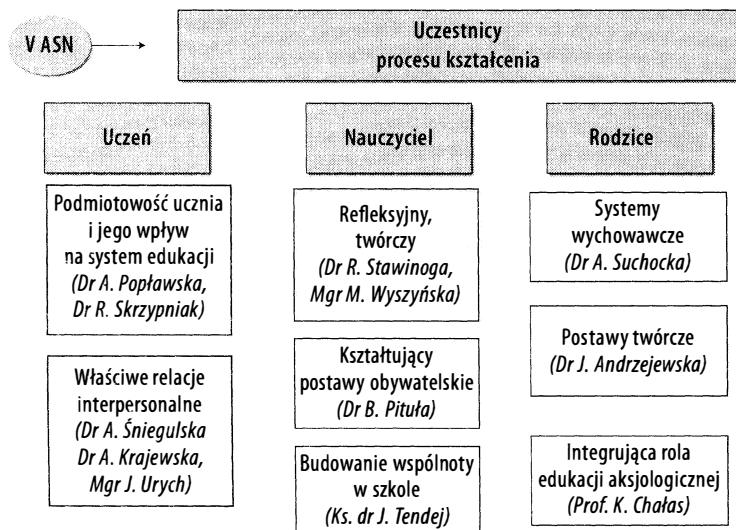 V ASN
Uczestnicy
procesu kształcenia
Uczeń
Podmiotowość ucznia
i jego wpływ
na system edukacji
(Dr A. Popławska,
Dr R. Skrzypniak)
Właściwe relacje
interpersonalne
(Dr A. Śniegulska
Dr A. Krajewska,
Mgr J. Urych)
Nauczyciel
Refleksyjny,
twórczy
(Dr R. Stawinoga,
Mgr M. Wyszyńska)
Kształtujący
postawy obywatelskie
(Dr B. Pituła)
Budowanie wspólnoty
w szkole
(Ks. dr J. Tendej)
Rodzice
Systemy
wychowawcze
(Dr A. Suchocka)
Postawy twórcze
(Dr J. Andrzejewska)
Integrująca rola
edukacji aksjologicznej
(Prof. K. Chałas)